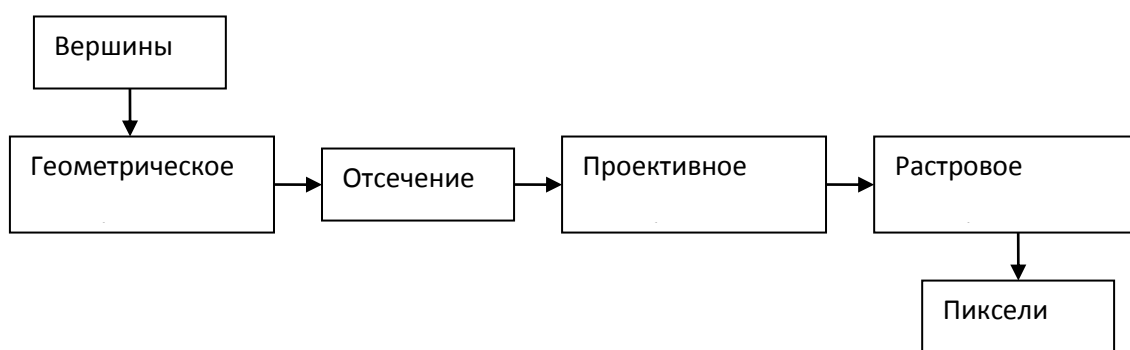 Вершины
Геометрическое
Отсечение
Проективное
Растровое
Пиксели